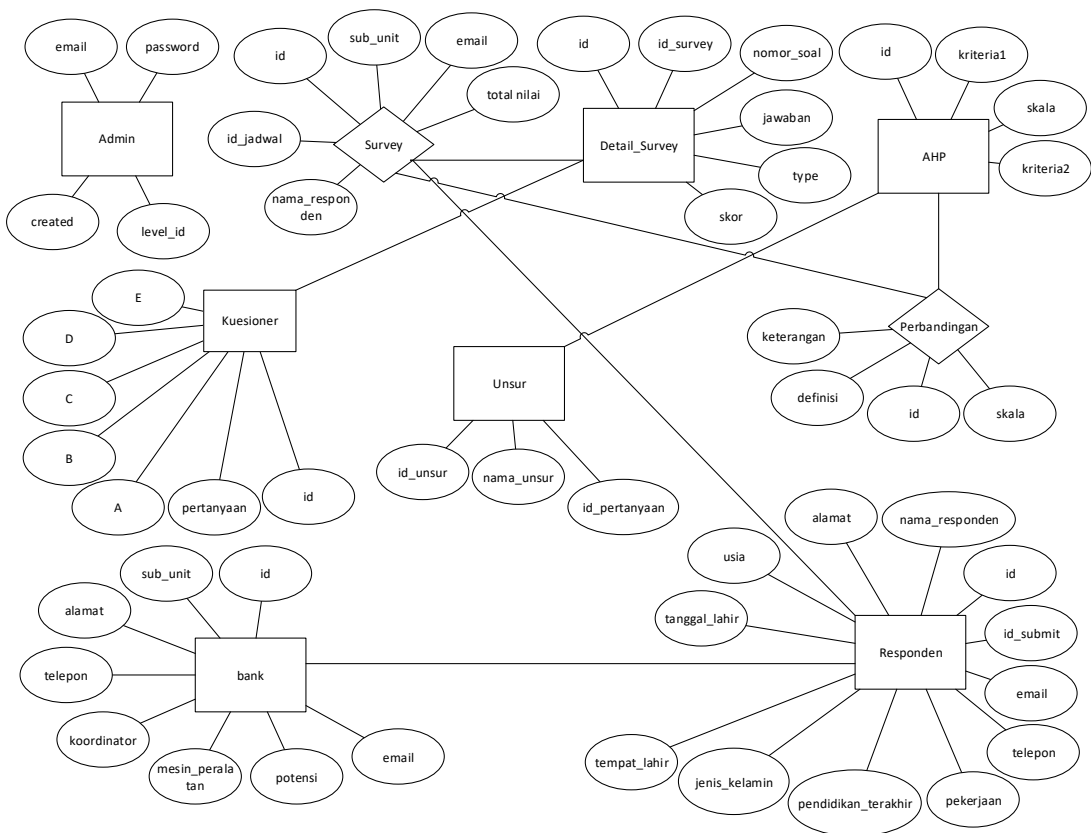 email
password
Admin
created
level_id
id
sub_unit
email
total nilai
id_jadwal
Survey
nama_respon
den
id
id_survey
nomor_soal
jawaban
Detail_Survey
type
skor
id
kriteria1
skala
AHP
kriteria2
E
D
Kuesioner
C
B
A
pertanyaan
id
Unsur
id_unsur
nama_unsur
id_pertanyaan
Perbandingan
keterangan
definisi
id
skala
sub_unit
id
alamat
telepon
bank
koordinator
mesin_perala
tan
potensi
email
alamat
nama_responden
usia
id
tanggal_lahir
id_submit
Responden
email
telepon
tempat_lahir
jenis_kelamin
pendidikan_terakhir
pekerjaan